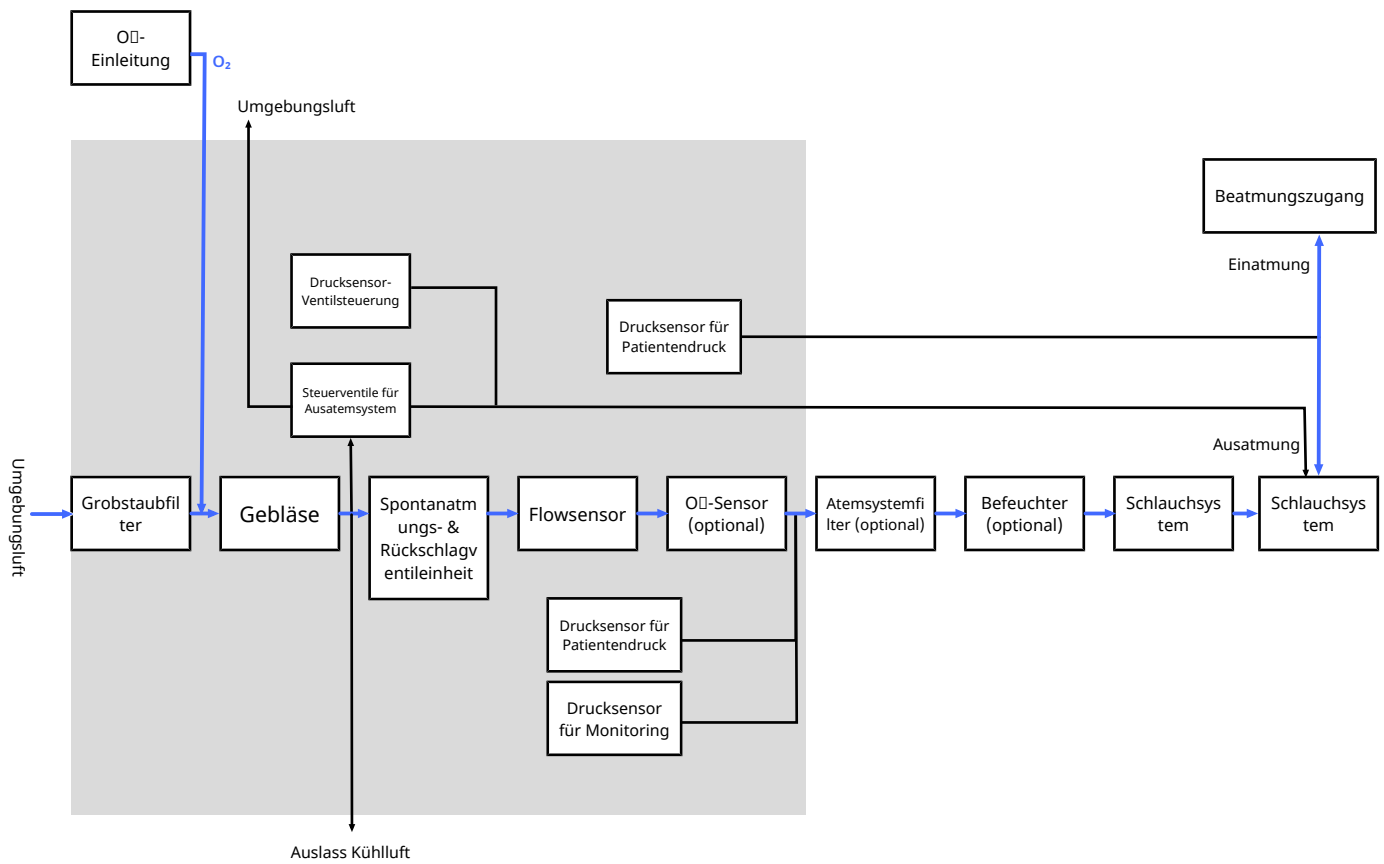 O▯-
Einleitung
O₂
Umgebungsluft
Beatmungszugang
Einatmung
Drucksensor-
Ventilsteuerung
Drucksensor für
Patientendruck
Steuerventile für
Ausatemsystem
Ausatmung
Umgebungsluft
Grobstaubfil
ter
Gebläse
Spontanatm
ungs- &
Rückschlagv
entileinheit
Flowsensor
O▯-Sensor
(optional)
Atemsystemfi
lter (optional)
Befeuchter
(optional)
Schlauchsys
tem
Schlauchsys
tem
Drucksensor für
Patientendruck
Drucksensor
für Monitoring
Auslass Kühlluft